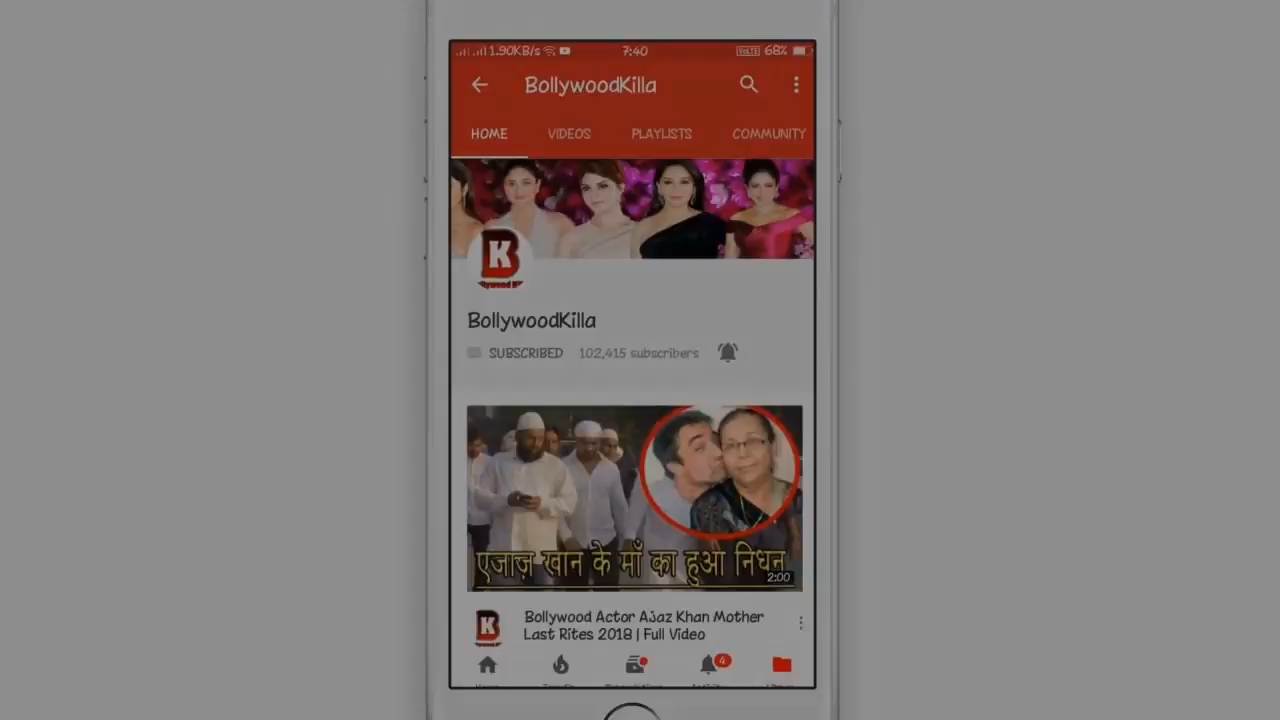 1.90KB/s 7:40 VoLTE 68%
BollywoodKilla
HOME VIDEOS PLAYLISTS COMMUNITY
BollywoodKilla
SUBSCRIBED 102,415 subscribers
एजाज़ खान के माँ का हुआ निधन
2:00
Bollywood Actor AJaz Khan Mother
Last Rites 2018 | Full Video
4